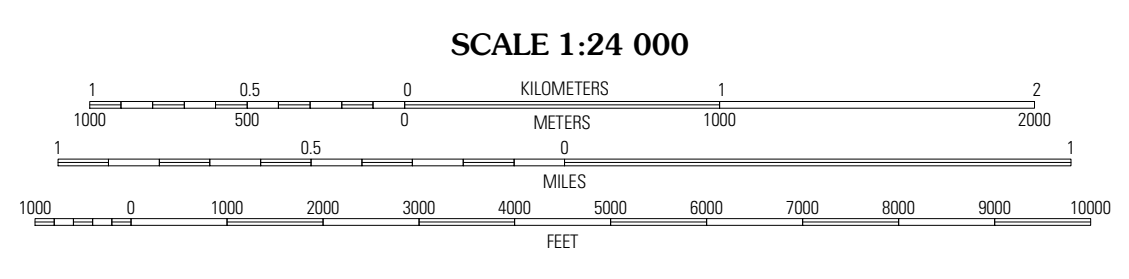 SCALE 1:24 000
1 0.5 0 KILOMETERS 1 2
1000 500 0 METERS 1000 2000
1 0.5 0 1
MILES
1000 0 1000 2000 3000 4000 5000 6000 7000 8000 9000 10000
FEET